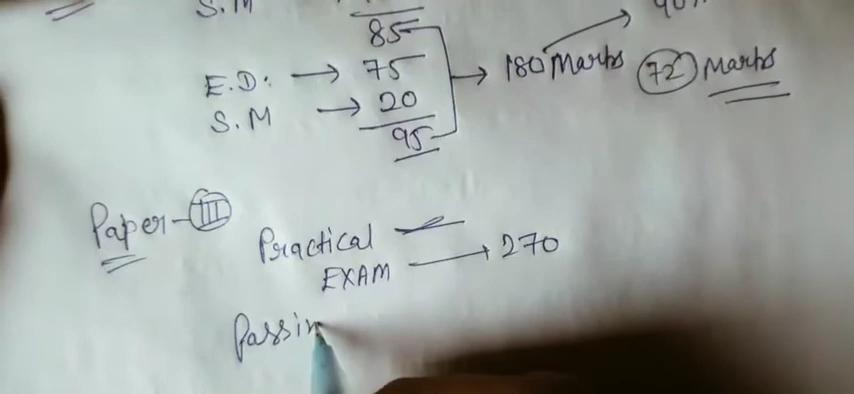 S.M
85
E.D. → 75
S.M → 20
95
→ 180 Marks
72 Marks
Paper - III
Practical
EXAM → 270
Passin